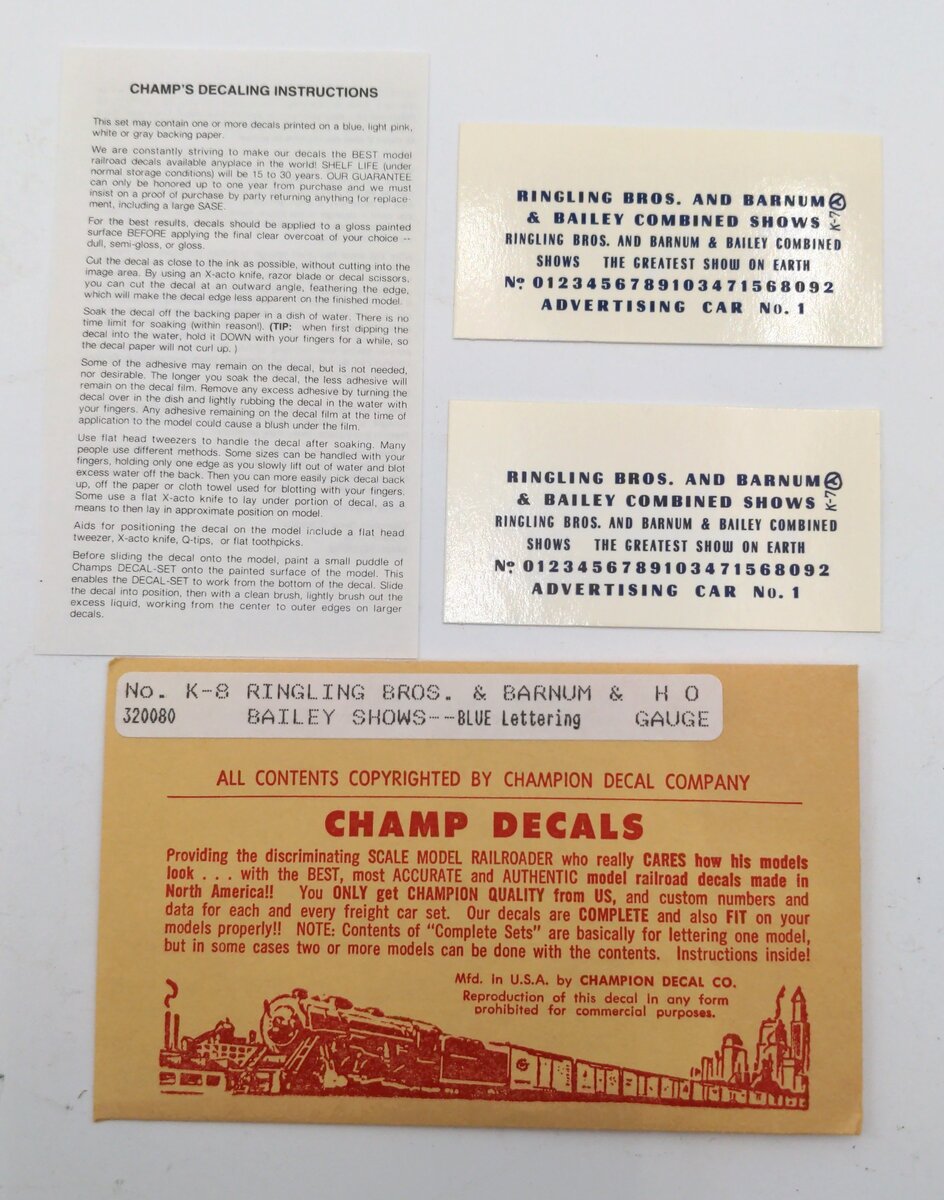 CHAMP'S DECALING INSTRUCTIONS
This set may contain one or more decals printed on a blue, light pink,
white or gray backing paper.
We are constantly striving to make our decals the BEST model
railroad decals available anyplace in the world! SHELF LIFE (under
normal storage conditions) will be 15 to 30 years. OUR GUARANTEE
can only be honored up to one year from purchase and we must
insist on a proof of purchase by party returning anything for replace-
ment, including a large SASE.
For the best results, decals should be applied to a gloss painted
surface BEFORE applying the final clear overcoat of your choice --
dull, semi-gloss, or gloss.
Cut the decal as close to the ink as possible, without cutting into the
image area. By using an X-acto knife, razor blade or decal scissors,
you can cut the decal at an outward angle, feathering the edge,
which will make the decal edge less apparent on the finished model.
Soak the decal off the backing paper in a dish of water. There is no
time limit for soaking (within reason!). (TIP: when first dipping the
decal into the water, hold it DOWN with your fingers for a while, so
the decal paper will not curl up. )
Some of the adhesive may remain on the decal, but is not needed,
nor desirable. The longer you soak the decal, the less adhesive will
remain on the decal film. Remove any excess adhesive by turning the
decal over in the dish and lightly rubbing the decal in the water with
your fingers. Any adhesive remaining on the decal film at the time of
application to the model could cause a blush under the film.
Use flat head tweezers to handle the decal after soaking. Many
people use different methods. Some sizes can be handled with your
fingers, holding only one edge as you slowly lift out of water and blot
excess water off the back. Then you can more easily pick decal back
up, off the paper or cloth towel used for blotting with your fingers.
Some use a flat X-acto knife to lay under portion of decal, as a
means to then lay in approximate position on model.
Aids for positioning the decal on the model include a flat head
tweezer, X-acto knife, Q-tips, or flat toothpicks.
Before sliding the decal onto the model, paint a small puddle of
Champs DECAL-SET onto the painted surface of the model. This
enables the DECAL-SET to work from the bottom of the decal. Slide
the decal into position, then with a clean brush, lightly brush out the
excess liquid, working from the center to outer edges on larger
decals.
RINGLING BROS. AND BARNUM
& BAILEY COMBINED SHOWS
K-7
RINGLING BROS. AND BARNUM & BAILEY COMBINED
SHOWS THE GREATEST SHOW ON EARTH
No 0123456789103471568092
ADVERTISING CAR No. 1
RINGLING BROS. AND BARNUM
& BAILEY COMBINED SHOWS
K-7
RINGLING BROS. AND BARNUM & BAILEY COMBINED
SHOWS THE GREATEST SHOW ON EARTH
No 0123456789103471568092
ADVERTISING CAR No. 1
No. K-8 RINGLING BROS. & BARNUM & H O
320080 BAILEY SHOWS--BLUE Lettering GAUGE
ALL CONTENTS COPYRIGHTED BY CHAMPION DECAL COMPANY
CHAMP DECALS
Providing the discriminating SCALE MODEL RAILROADER who really CARES how his models
look . . . with the BEST, most ACCURATE and AUTHENTIC model railroad decals made in
North America!! You ONLY get CHAMPION QUALITY from US, and custom numbers and
data for each and every freight car set. Our decals are COMPLETE and also FIT on your
models properly!! NOTE: Contents of "Complete Sets" are basically for lettering one model,
but in some cases two or more models can be done with the contents. Instructions inside!
Mfd. in U.S.A. by CHAMPION DECAL CO.
Reproduction of this decal in any form
prohibited for commercial purposes.